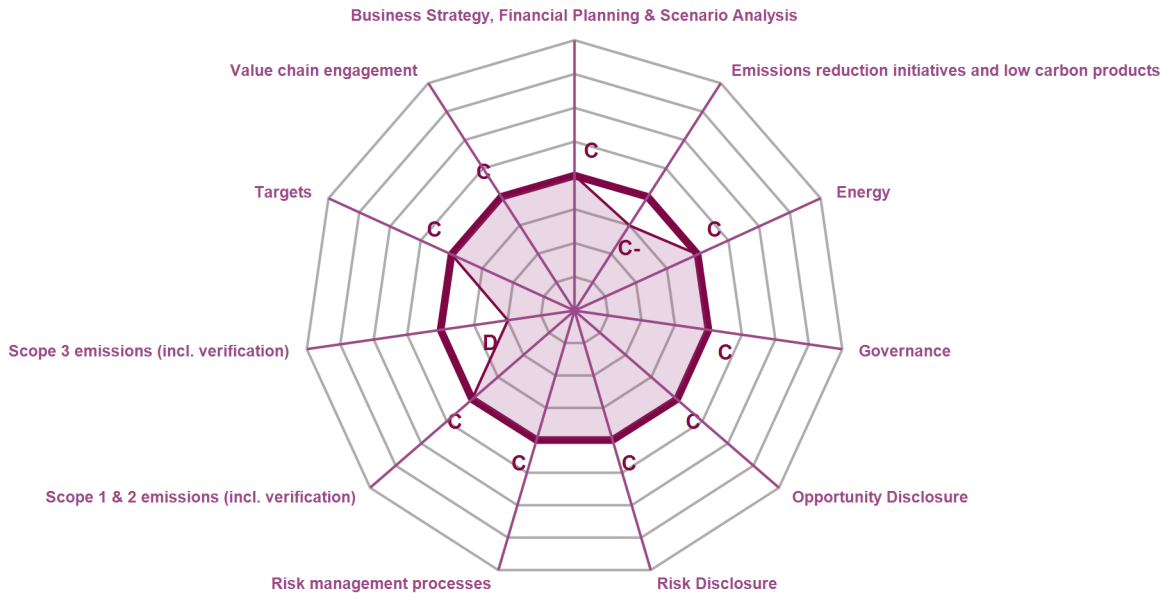 Business Strategy, Financial Planning & Scenario Analysis
Value chain engagement
Emissions reduction initiatives and low carbon products
C
C
Targets
Energy
C
C-
C
Scope 3 emissions (incl. verification)
D
C
Governance
C
C
C
C
Scope 1 & 2 emissions (incl. verification)
Opportunity Disclosure
Risk management processes
Risk Disclosure